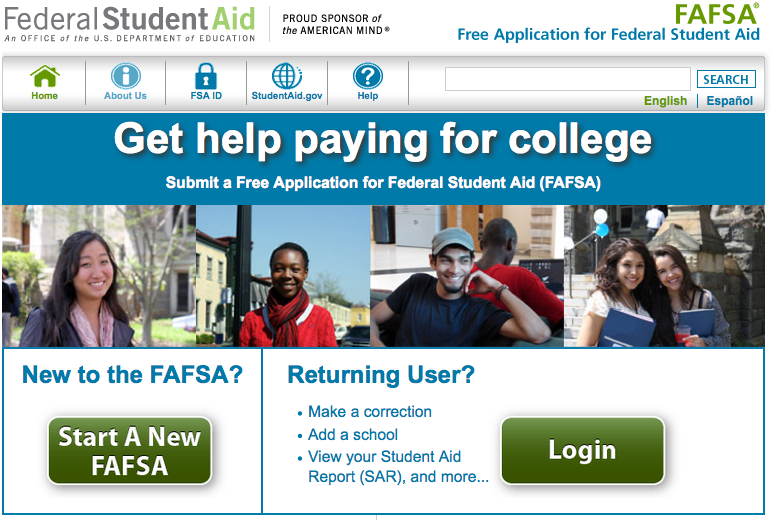 Federal Student Aid
An OFFICE of the U.S. DEPARTMENT of EDUCATION
PROUD SPONSOR of
the AMERICAN MIND®
FAFSA®
Free Application for Federal Student Aid
Home
About Us
FSA ID
StudentAid.gov
Help
SEARCH
English | Español
Get help paying for college
Submit a Free Application for Federal Student Aid (FAFSA)
New to the FAFSA?
Start A New
FAFSA
Returning User?
• Make a correction
• Add a school
• View your Student Aid
Report (SAR), and more...
Login